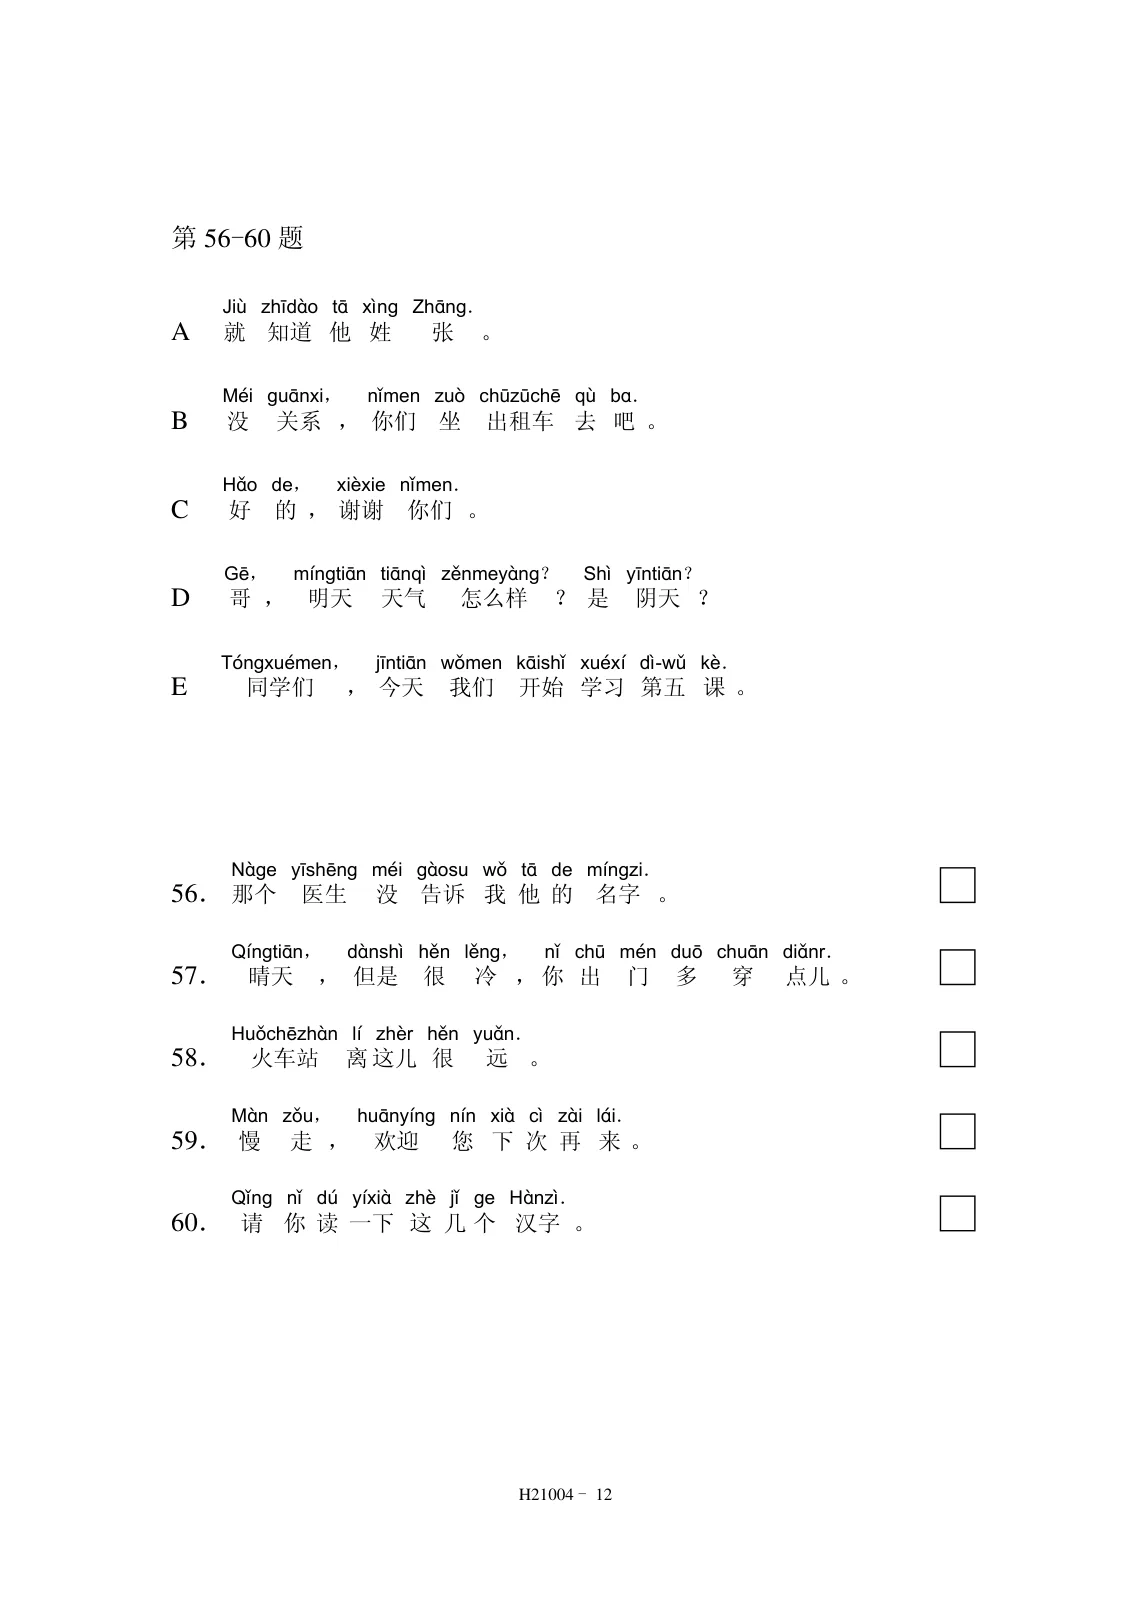 第 56-60 题
Jiù zhīdào tā xìng Zhāng.
A 就 知道 他 姓 张 。
Méi guānxi， nǐmen zuò chūzūchē qù ba.
B 没 关系 ， 你们 坐 出租车 去 吧 。
Hǎo de， xièxie nǐmen.
C 好 的 ， 谢谢 你们 。
Gē， míngtiān tiānqì zěnmeyàng？ Shì yīntiān？
D 哥 ， 明天 天气 怎么样 ？ 是 阴天 ？
Tóngxuémen， jīntiān wǒmen kāishǐ xuéxí dì-wǔ kè.
E 同学们 ， 今天 我们 开始 学习 第五 课 。
Nàge yīshēng méi gàosu wǒ tā de míngzi.
56. 那个 医生 没 告诉 我 他 的 名字 。
Qíngtiān， dànshì hěn lěng， nǐ chū mén duō chuān diǎnr.
57. 晴天 ， 但是 很 冷 ， 你 出 门 多 穿 点儿 。
Huǒchēzhàn lí zhèr hěn yuǎn.
58. 火车站 离 这儿 很 远 。
Màn zǒu， huānyíng nín xià cì zài lái.
59. 慢 走 ， 欢迎 您 下 次 再 来 。
Qǐng nǐ dú yíxià zhè jǐ ge Hànzì.
60. 请 你 读 一下 这 几 个 汉字 。
H21004 - 12